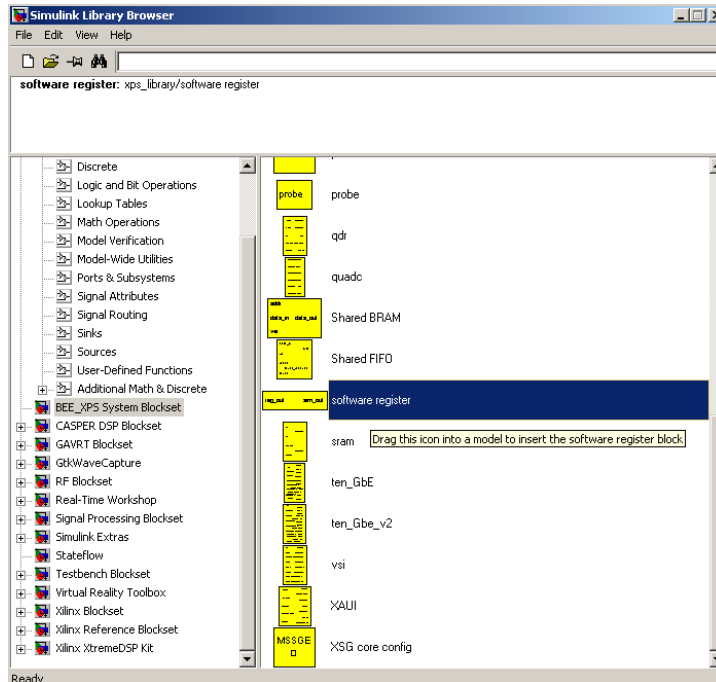 Simulink Library Browser
File Edit View Help
software register: xps_library/software register
Discrete
Logic and Bit Operations
Lookup Tables
Math Operations
Model Verification
Model-Wide Utilities
Ports & Subsystems
Signal Attributes
Signal Routing
Sinks
Sources
User-Defined Functions
Additional Math & Discrete
BEE_XPS System Blockset
CASPER DSP Blockset
GAVRT Blockset
GtkWaveCapture
RF Blockset
Real-Time Workshop
Signal Processing Blockset
Simulink Extras
Stateflow
Testbench Blockset
Virtual Reality Toolbox
Xilinx Blockset
Xilinx Reference Blockset
Xilinx XtremeDSP Kit
probe probe
qdr
quadc
Shared BRAM
data_in data_out
Shared FIFO
software register
sram
Drag this icon into a model to insert the software register block
ten_GbE
ten_Gbe_v2
vsi
XAUI
MSSGE
XSG core config
Ready